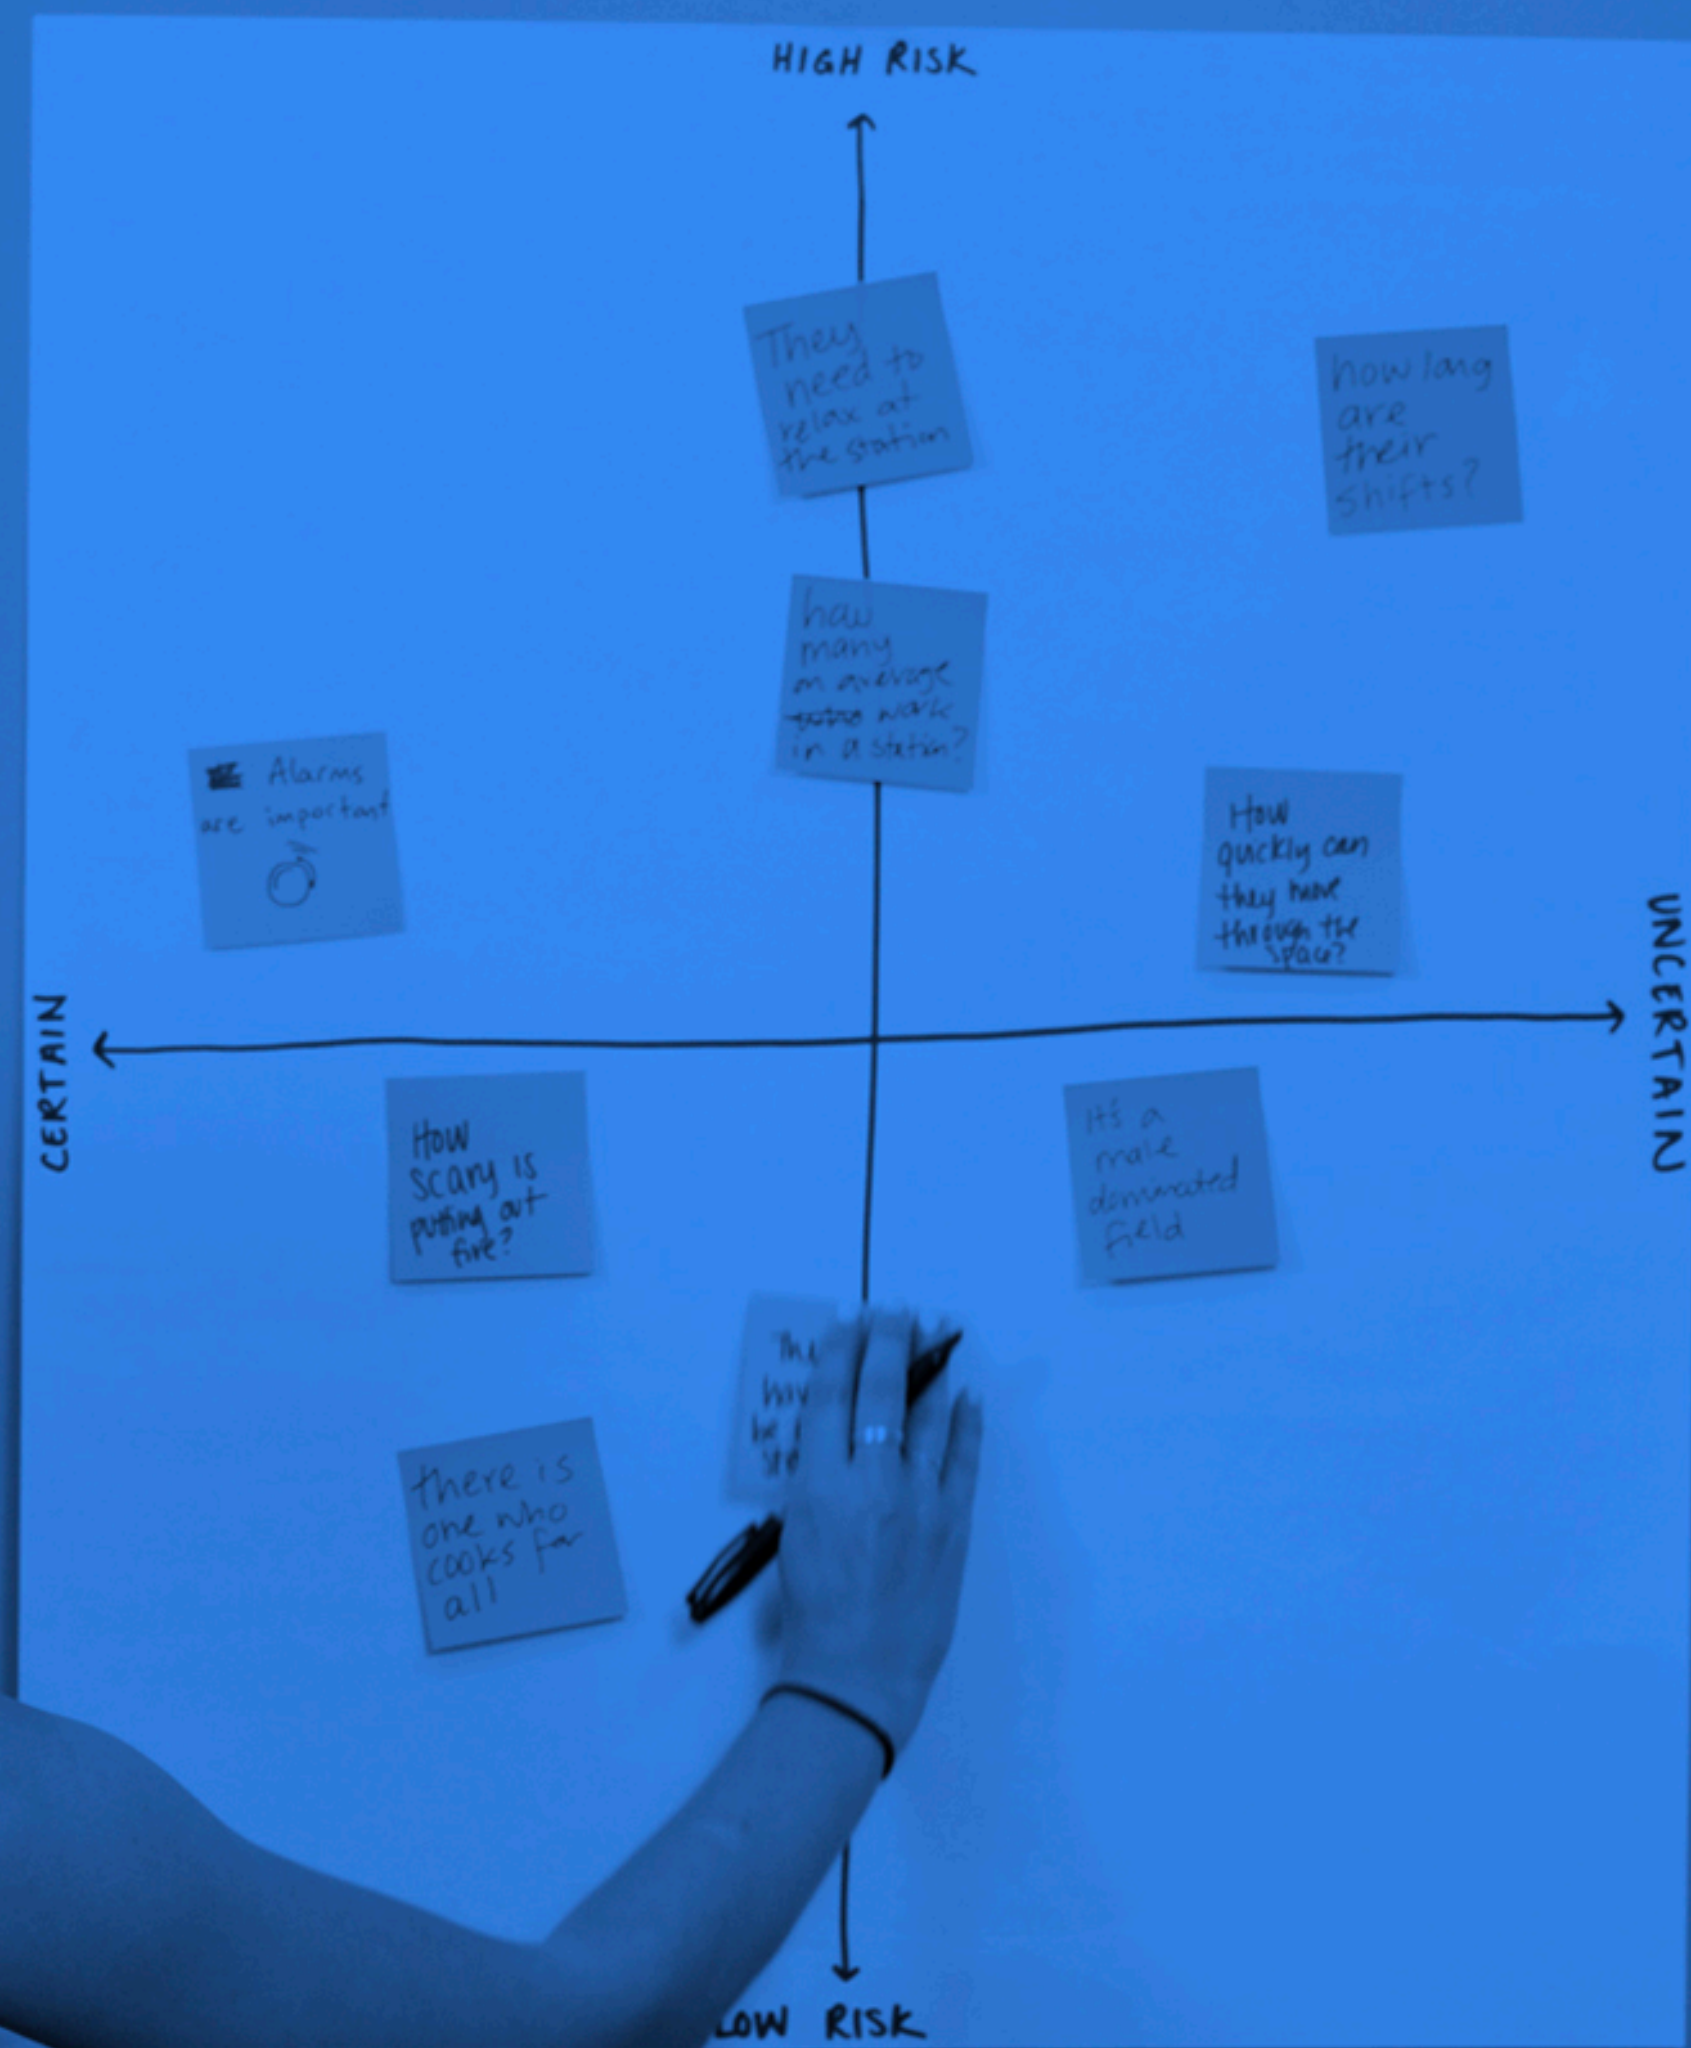 HIGH RISK
They
need to
relax at
the station
how long
are
their
shifts?
how
many
on average
work
in a station?
Alarms
are important
How
quickly can
they move
through the
space?
UNCERTAIN
CERTAIN
How
scary is
putting out
fire?
It's a
male
dominated
field
be
there is
one who
cooks for
all
LOW RISK